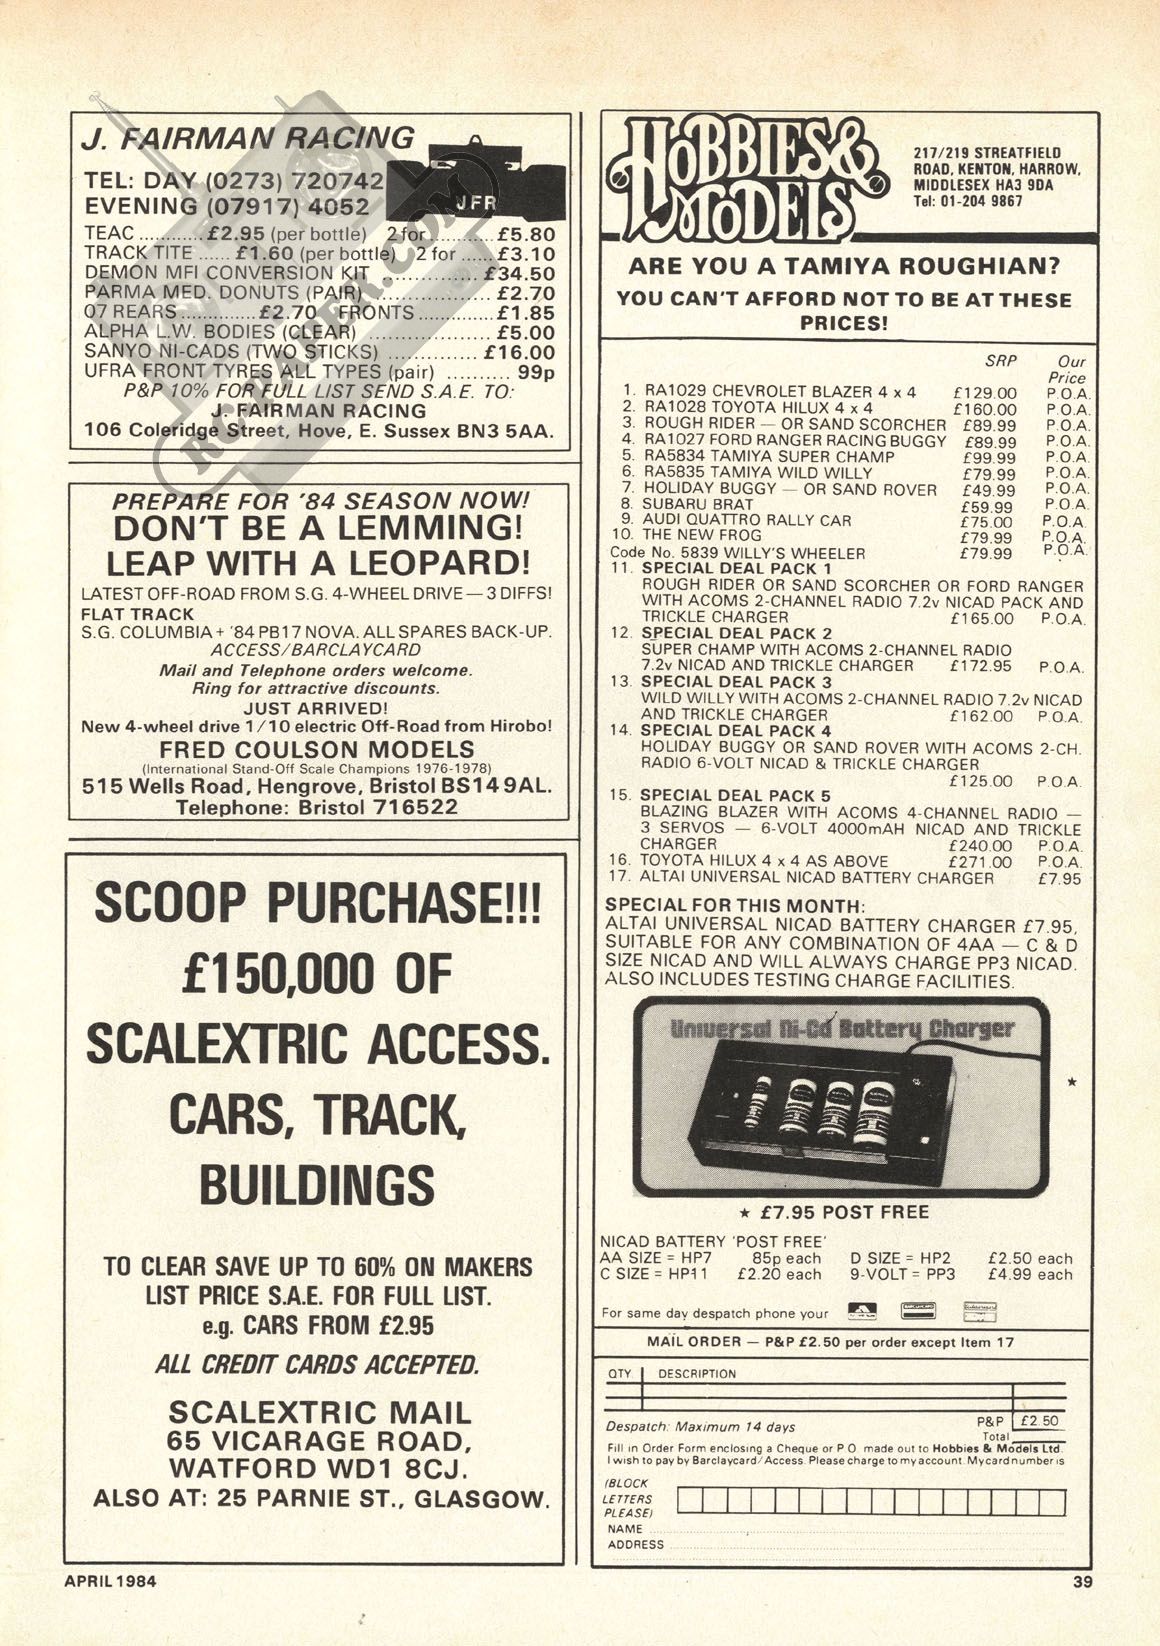 J. FAIRMAN RACING
TEL: DAY (0273) 720742
EVENING (07917) 4052
JFR
TEAC ............ £2.95 (per bottle) 2 for ............ £5.80
TRACK TITE ...... £1.60 (per bottle) 2 for ..... £3.10
DEMON MFI CONVERSION KIT .................. £34.50
PARMA MED. DONUTS (PAIR) .................. £2.70
07 REARS ............... £2.70 FRONTS ............. £1.85
ALPHA L.W. BODIES (CLEAR) .................. £5.00
SANYO NI-CADS (TWO STICKS) ............... £16.00
UFRA FRONT TYRES ALL TYPES (pair) .......... 99p
P&P 10% FOR FULL LIST SEND S.A.E. TO:
J. FAIRMAN RACING
106 Coleridge Street, Hove, E. Sussex BN3 5AA.
RC-PAPER.COM
PREPARE FOR '84 SEASON NOW!
DON'T BE A LEMMING!
LEAP WITH A LEOPARD!
LATEST OFF-ROAD FROM S.G. 4-WHEEL DRIVE — 3 DIFFS!
FLAT TRACK
S.G. COLUMBIA + '84 PB17 NOVA. ALL SPARES BACK-UP.
ACCESS/BARCLAYCARD
Mail and Telephone orders welcome.
Ring for attractive discounts.
JUST ARRIVED!
New 4-wheel drive 1/10 electric Off-Road from Hirobo!
FRED COULSON MODELS
(International Stand-Off Scale Champions 1976-1978)
515 Wells Road, Hengrove, Bristol BS14 9AL.
Telephone: Bristol 716522
SCOOP PURCHASE!!!
£150,000 OF
SCALEXTRIC ACCESS.
CARS, TRACK,
BUILDINGS
TO CLEAR SAVE UP TO 60% ON MAKERS
LIST PRICE S.A.E. FOR FULL LIST.
e.g. CARS FROM £2.95
ALL CREDIT CARDS ACCEPTED.
SCALEXTRIC MAIL
65 VICARAGE ROAD,
WATFORD WD1 8CJ.
ALSO AT: 25 PARNIE ST., GLASGOW.
HOBBIES &
MODELS
217/219 STREATFIELD
ROAD, KENTON, HARROW,
MIDDLESEX HA3 9DA
Tel: 01-204 9867
ARE YOU A TAMIYA ROUGHIAN?
YOU CAN'T AFFORD NOT TO BE AT THESE
PRICES!
SRP Our
Price
1. RA1029 CHEVROLET BLAZER 4 x 4 £129.00 P.O.A.
2. RA1028 TOYOTA HILUX 4 x 4 £160.00 P.O.A.
3. ROUGH RIDER — OR SAND SCORCHER £89.99 P.O.A.
4. RA1027 FORD RANGER RACING BUGGY £89.99 P.O.A.
5. RA5834 TAMIYA SUPER CHAMP £99.99 P.O.A.
6. RA5835 TAMIYA WILD WILLY £79.99 P.O.A.
7. HOLIDAY BUGGY — OR SAND ROVER £49.99 P.O.A.
8. SUBARU BRAT £59.99 P.O.A.
9. AUDI QUATTRO RALLY CAR £75.00 P.O.A.
10. THE NEW FROG £79.99 P.O.A.
Code No. 5839 WILLY'S WHEELER £79.99 P.O.A.
11. SPECIAL DEAL PACK 1
ROUGH RIDER OR SAND SCORCHER OR FORD RANGER
WITH ACOMS 2-CHANNEL RADIO 7.2v NICAD PACK AND
TRICKLE CHARGER £165.00 P.O.A.
12. SPECIAL DEAL PACK 2
SUPER CHAMP WITH ACOMS 2-CHANNEL RADIO
7.2v NICAD AND TRICKLE CHARGER £172.95 P.O.A.
13. SPECIAL DEAL PACK 3
WILD WILLY WITH ACOMS 2-CHANNEL RADIO 7.2v NICAD
AND TRICKLE CHARGER £162.00 P.O.A.
14. SPECIAL DEAL PACK 4
HOLIDAY BUGGY OR SAND ROVER WITH ACOMS 2-CH.
RADIO 6-VOLT NICAD & TRICKLE CHARGER
£125.00 P.O.A.
15. SPECIAL DEAL PACK 5
BLAZING BLAZER WITH ACOMS 4-CHANNEL RADIO —
3 SERVOS — 6-VOLT 4000mAH NICAD AND TRICKLE
CHARGER £240.00 P.O.A.
16. TOYOTA HILUX 4 x 4 AS ABOVE £271.00 P.O.A.
17. ALTAI UNIVERSAL NICAD BATTERY CHARGER £7.95
SPECIAL FOR THIS MONTH:
ALTAI UNIVERSAL NICAD BATTERY CHARGER £7.95,
SUITABLE FOR ANY COMBINATION OF 4AA — C & D
SIZE NICAD AND WILL ALWAYS CHARGE PP3 NICAD.
ALSO INCLUDES TESTING CHARGE FACILITIES.
Universal Ni-Cd Battery Charger
★
★ £7.95 POST FREE
NICAD BATTERY 'POST FREE'
AA SIZE = HP7 85p each D SIZE = HP2 £2.50 each
C SIZE = HP11 £2.20 each 9-VOLT = PP3 £4.99 each
For same day despatch phone your
BARCLAYCARD
MAIL ORDER — P&P £2.50 per order except Item 17
QTY. DESCRIPTION
Despatch: Maximum 14 days P&P £2.50
Total
Fill in Order Form enclosing a Cheque or P.O. made out to Hobbies & Models Ltd.
I wish to pay by Barclaycard/Access. Please charge to my account. My card number is
(BLOCK
LETTERS
PLEASE)
NAME
ADDRESS
APRIL 1984
39